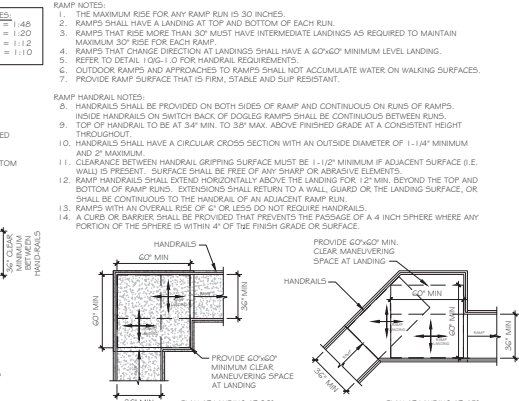 ES:
= 1:48
= 1:20
= 1:12
= 1:10
RAMP NOTES:
1. THE MAXIMUM RISE FOR ANY RAMP RUN IS 30 INCHES.
2. RAMPS SHALL HAVE A LANDING AT TOP AND BOTTOM OF EACH RUN.
3. RAMPS THAT RISE MORE THAN 30" MUST HAVE INTERMEDIATE LANDINGS AS REQUIRED TO MAINTAIN
MAXIMUM 30" RISE FOR EACH RAMP.
4. RAMPS THAT CHANGE DIRECTION AT LANDINGS SHALL HAVE A 60"x60" MINIMUM LEVEL LANDING.
5. REFER TO DETAIL 10/G-1.0 FOR HANDRAIL REQUIREMENTS.
6. OUTDOOR RAMPS AND APPROACHES TO RAMPS SHALL NOT ACCUMULATE WATER ON WALKING SURFACES.
7. PROVIDE RAMP SURFACE THAT IS FIRM, STABLE AND SLIP RESISTANT.
RAMP HANDRAIL NOTES:
8. HANDRAILS SHALL BE PROVIDED ON BOTH SIDES OF RAMP AND CONTINUOUS ON RUNS OF RAMPS.
INSIDE HANDRAILS ON SWITCH BACK OF DOGLEG RAMPS SHALL BE CONTINUOUS BETWEEN RUNS.
9. TOP OF HANDRAIL TO BE AT 34" MIN. TO 38" MAX. ABOVE FINISHED GRADE AT A CONSISTENT HEIGHT
THROUGHOUT.
10. HANDRAILS SHALL HAVE A CIRCULAR CROSS SECTION WITH AN OUTSIDE DIAMETER OF 1-1/4" MINIMUM
AND 2" MAXIMUM.
11. CLEARANCE BETWEEN HANDRAIL GRIPPING SURFACE MUST BE 1-1/2" MINIMUM IF ADJACENT SURFACE (I.E.
WALL) IS PRESENT. SURFACE SHALL BE FREE OF ANY SHARP OR ABRASIVE ELEMENTS.
12. RAMP HANDRAILS SHALL EXTEND HORIZONTALLY ABOVE THE LANDING FOR 12" MIN. BEYOND THE TOP AND
BOTTOM OF RAMP RUNS. EXTENSIONS SHALL RETURN TO A WALL, GUARD OR THE LANDING SURFACE, OR
SHALL BE CONTINUOUS TO THE HANDRAIL OF AN ADJACENT RAMP RUN.
13. RAMPS WITH AN OVERALL RISE OF 6" OR LESS DO NOT REQUIRE HANDRAILS.
14. A CURB OR BARRIER SHALL BE PROVIDED THAT PREVENTS THE PASSAGE OF A 4 INCH SPHERE WHERE ANY
PORTION OF THE SPHERE IS WITHIN 4" OF THE FINISH GRADE OR SURFACE.
ED
TOM
36" CLEAR
MINIMUM
BETWEEN
HAND-RAILS
HANDRAILS
60" MIN
60" MIN
36" MIN
PROVIDE 60"x60"
MINIMUM CLEAR
MANEUVERING SPACE
AT LANDING
PROVIDE 60"x60" MIN.
CLEAR MANEUVERING
SPACE AT LANDING
HANDRAILS
60" MIN
60" MIN
RAMP
36" MIN
36" MIN